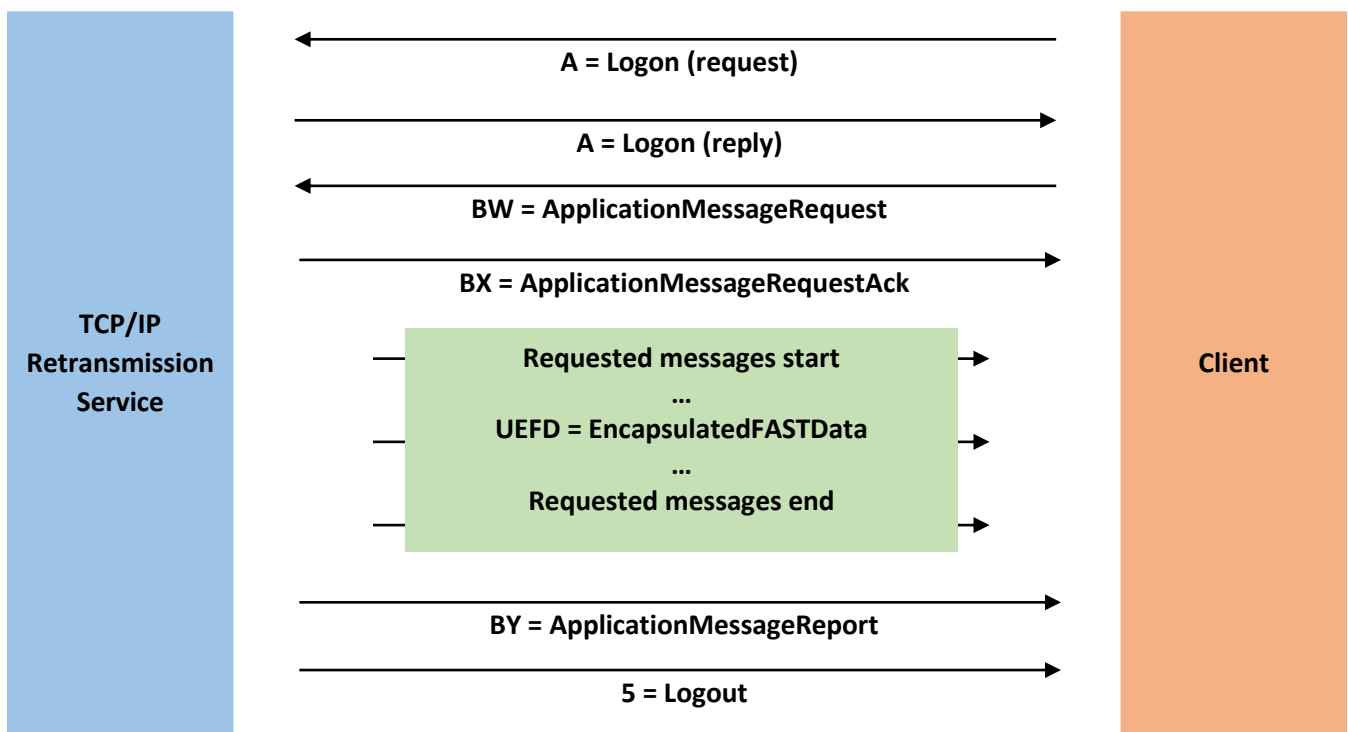 A = Logon (request)
A = Logon (reply)
BW = ApplicationMessageRequest
BX = ApplicationMessageRequestAck
TCP/IP
Retransmission
Service
Requested messages start
...
UEFD = EncapsulatedFASTData
...
Requested messages end
Client
BY = ApplicationMessageReport
5 = Logout